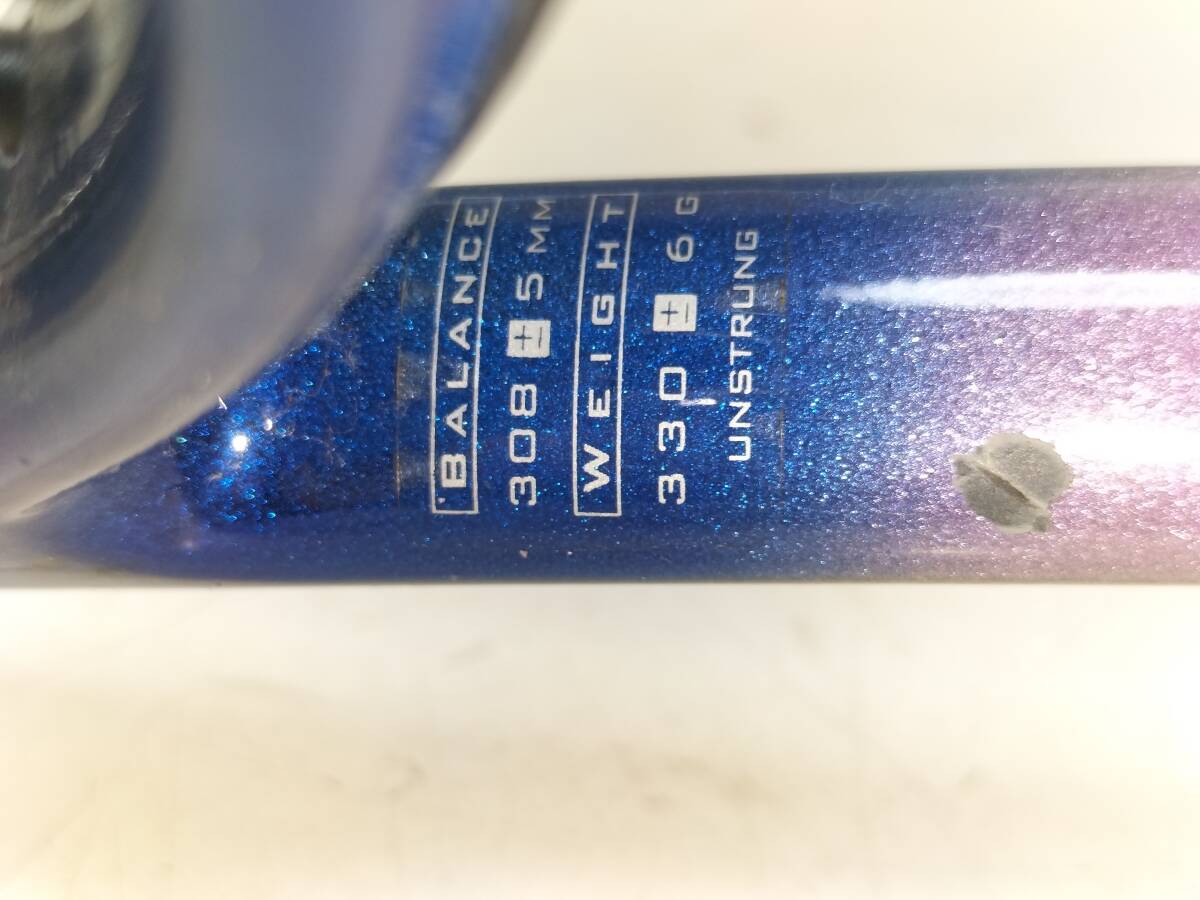 BALANCE
308 ± 5 MM
WEIGHT
330 ± 6 G
UNSTRUNG